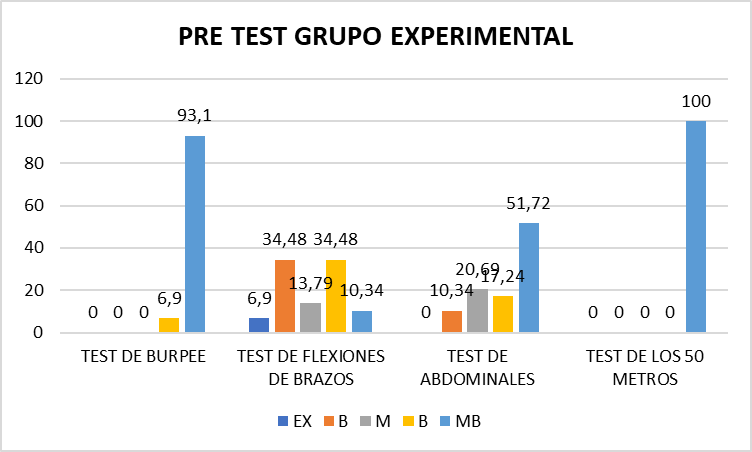 PRE TEST GRUPO EXPERIMENTAL
120
100
80
60
40
20
0
0 0 0 6,9 93,1
6,9 34,48 13,79 34,48 10,34
0 10,34 20,69 17,24 51,72
0 0 0 0 100
TEST DE BURPEE
TEST DE FLEXIONES
DE BRAZOS
TEST DE
ABDOMINALES
TEST DE LOS 50
METROS
EX B M B MB